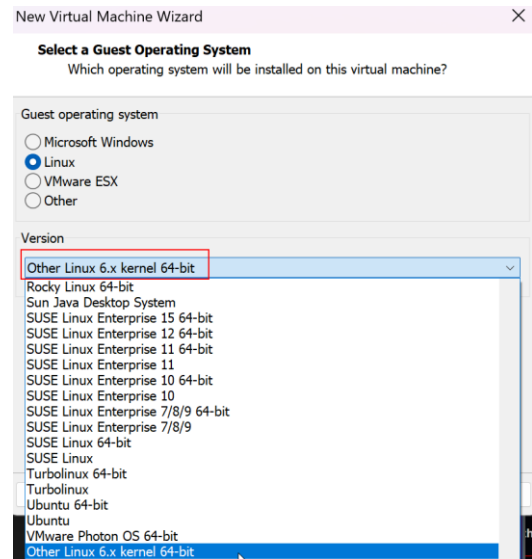 New Virtual Machine Wizard
Select a Guest Operating System
Which operating system will be installed on this virtual machine?
Guest operating system
Microsoft Windows
Linux
VMware ESX
Other
Version
Other Linux 6.x kernel 64-bit
Rocky Linux 64-bit
Sun Java Desktop System
SUSE Linux Enterprise 15 64-bit
SUSE Linux Enterprise 12 64-bit
SUSE Linux Enterprise 11 64-bit
SUSE Linux Enterprise 11
SUSE Linux Enterprise 10 64-bit
SUSE Linux Enterprise 10
SUSE Linux Enterprise 7/8/9 64-bit
SUSE Linux Enterprise 7/8/9
SUSE Linux 64-bit
SUSE Linux
Turbolinux 64-bit
Turbolinux
Ubuntu 64-bit
Ubuntu
VMware Photon OS 64-bit
Other Linux 6.x kernel 64-bit